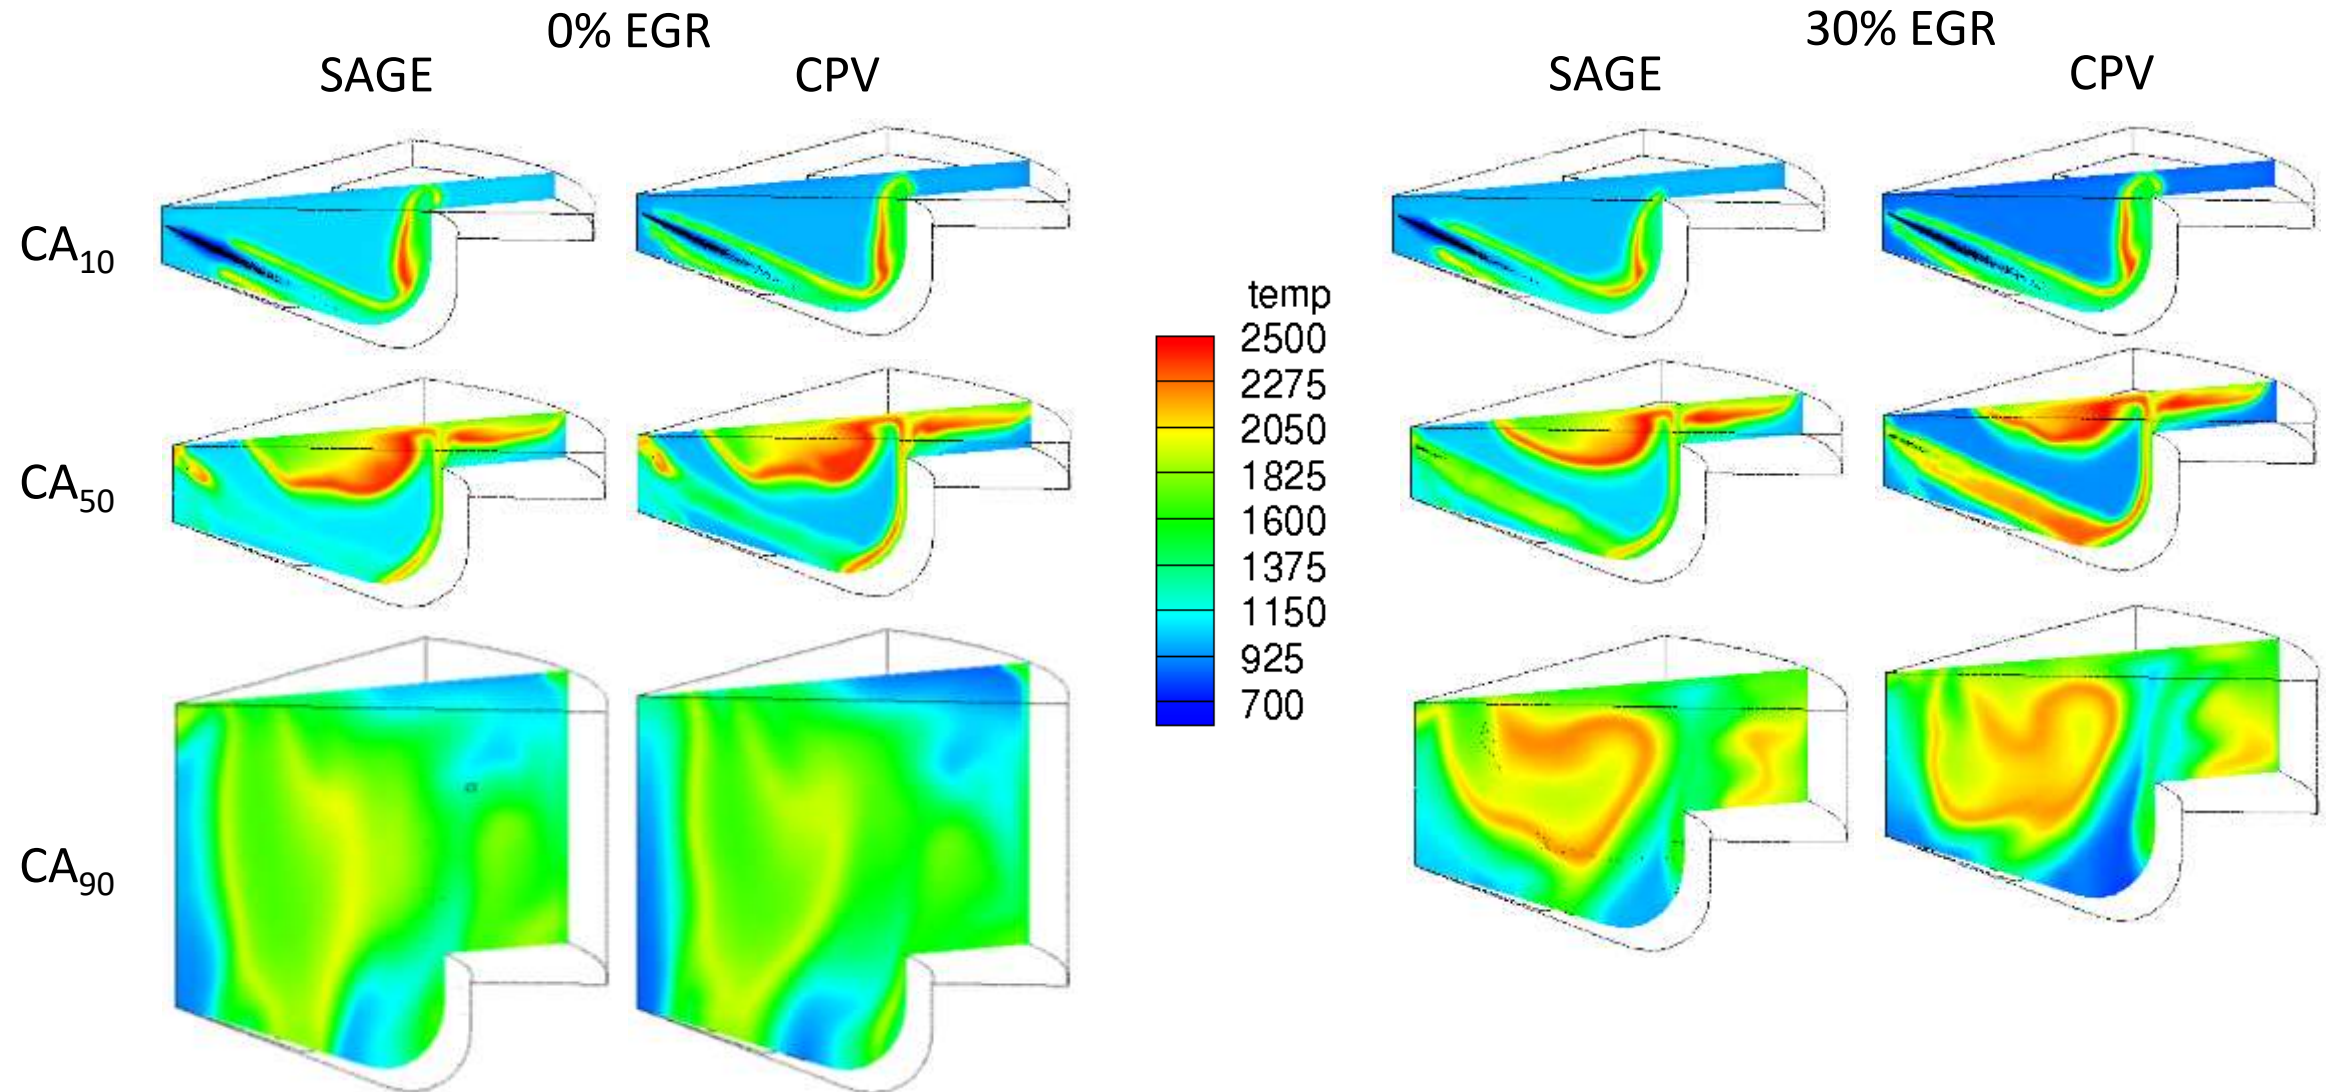 0% EGR
30% EGR
SAGE
CPV
SAGE
CPV
CA10
CA50
CA90
temp
2500
2275
2050
1825
1600
1375
1150
925
700